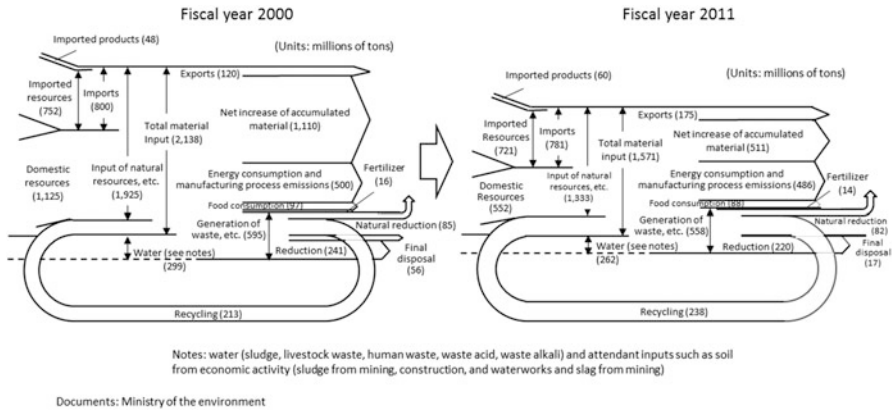 Fiscal year 2000
Imported products (48)
(Units: millions of tons)
Exports (120)
Imported
resources
(752)
Imports
(800)
Net increase of accumulated
material (1,110)
Total material
Input (2,138)
Domestic
resources
(1,125)
Input of natural
resources, etc.
(1,925)
Energy consumption and
manufacturing process emissions (500)
Fertilizer
(16)
Food consumption (97)
Generation of
waste, etc. (595)
Natural reduction (85)
Water (see notes)
(299)
Reduction (241)
Final
disposal
(56)
Recycling (213)
Fiscal year 2011
Imported products (60)
(Units: millions of tons)
Exports (175)
Imported
Resources
(721)
Imports
(781)
Net increase of accumulated
material (511)
Total material
input (1,571)
Domestic
Resources
(552)
Input of natural
resources, etc.
(1,333)
Energy consumption and
manufacturing process emissions (486)
Fertilizer
(14)
Food consumption (88)
Generation of
waste, etc. (558)
Natural reduction
(82)
Water (see notes)
(262)
Reduction (220)
Final
disposal
(17)
Recycling (238)
Notes: water (sludge, livestock waste, human waste, waste acid, waste alkali) and attendant inputs such as soil
from economic activity (sludge from mining, construction, and waterworks and slag from mining)
Documents: Ministry of the environment